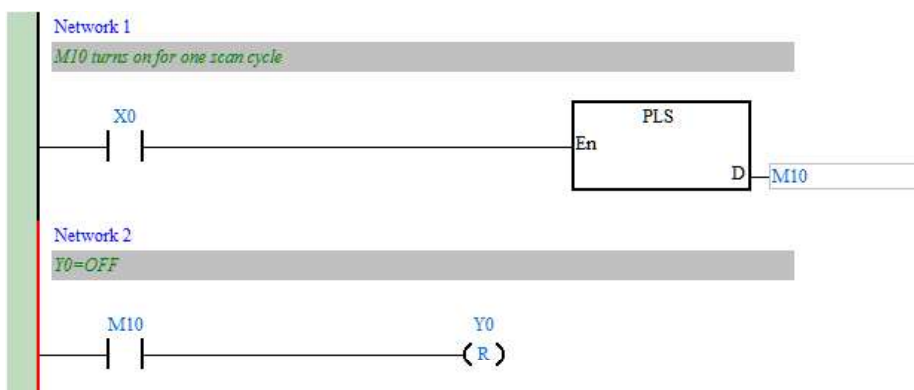 Network 1
M10 turns on for one scan cycle
X0
PLS
En
D
M10
Network 2
Y0=OFF
M10
Y0
R